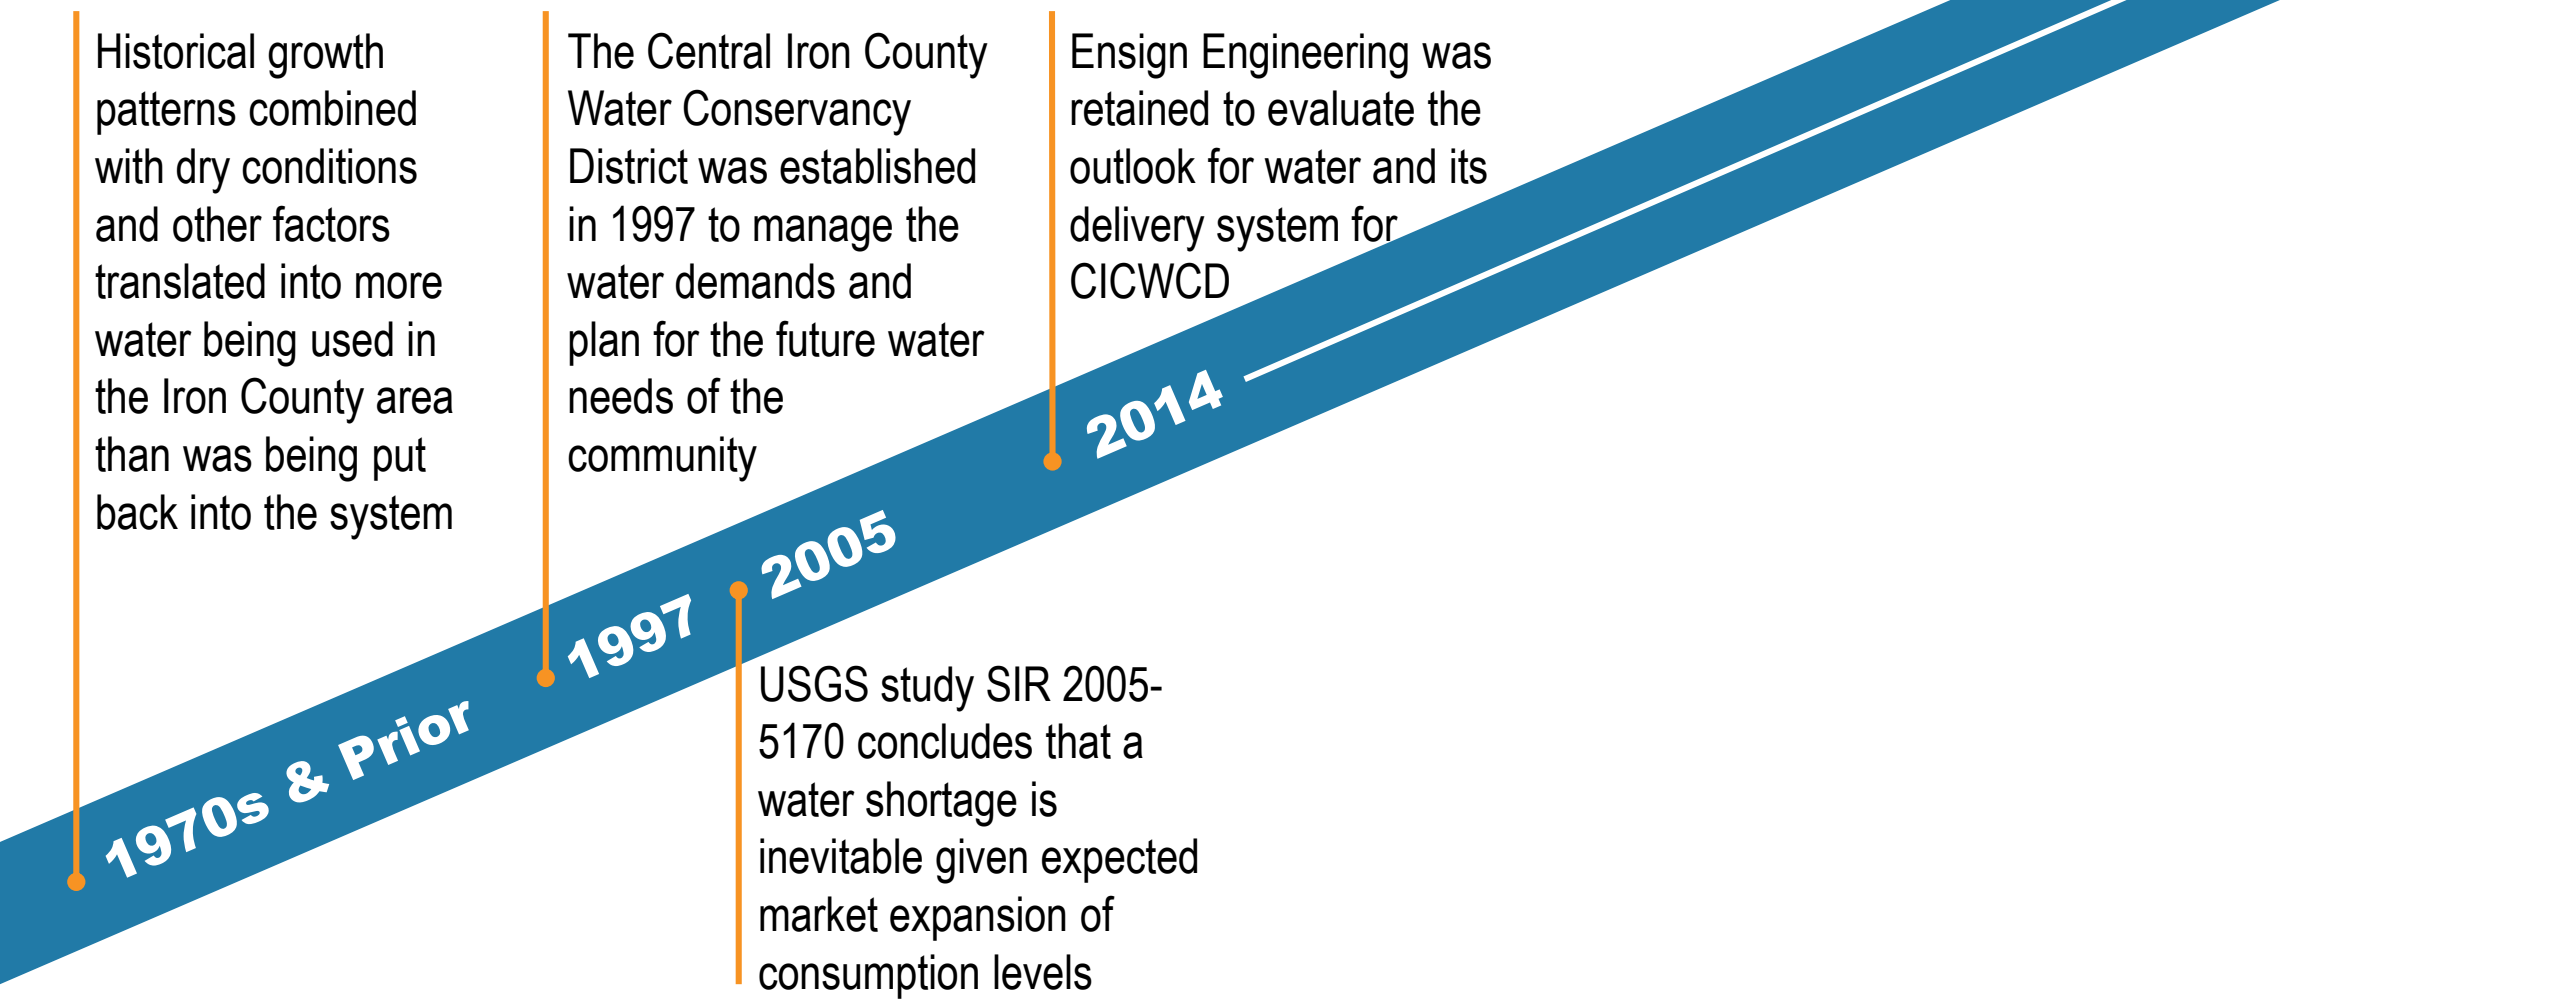 Historical growth
patterns combined
with dry conditions
and other factors
translated into more
water being used in
the Iron County area
than was being put
back into the system
1970s & Prior
The Central Iron County
Water Conservancy
District was established
in 1997 to manage the
water demands and
plan for the future water
needs of the
community
1997
2005
USGS study SIR 2005-
5170 concludes that a
water shortage is
inevitable given expected
market expansion of
consumption levels
Ensign Engineering was
retained to evaluate the
outlook for water and its
delivery system for
CICWCD
2014